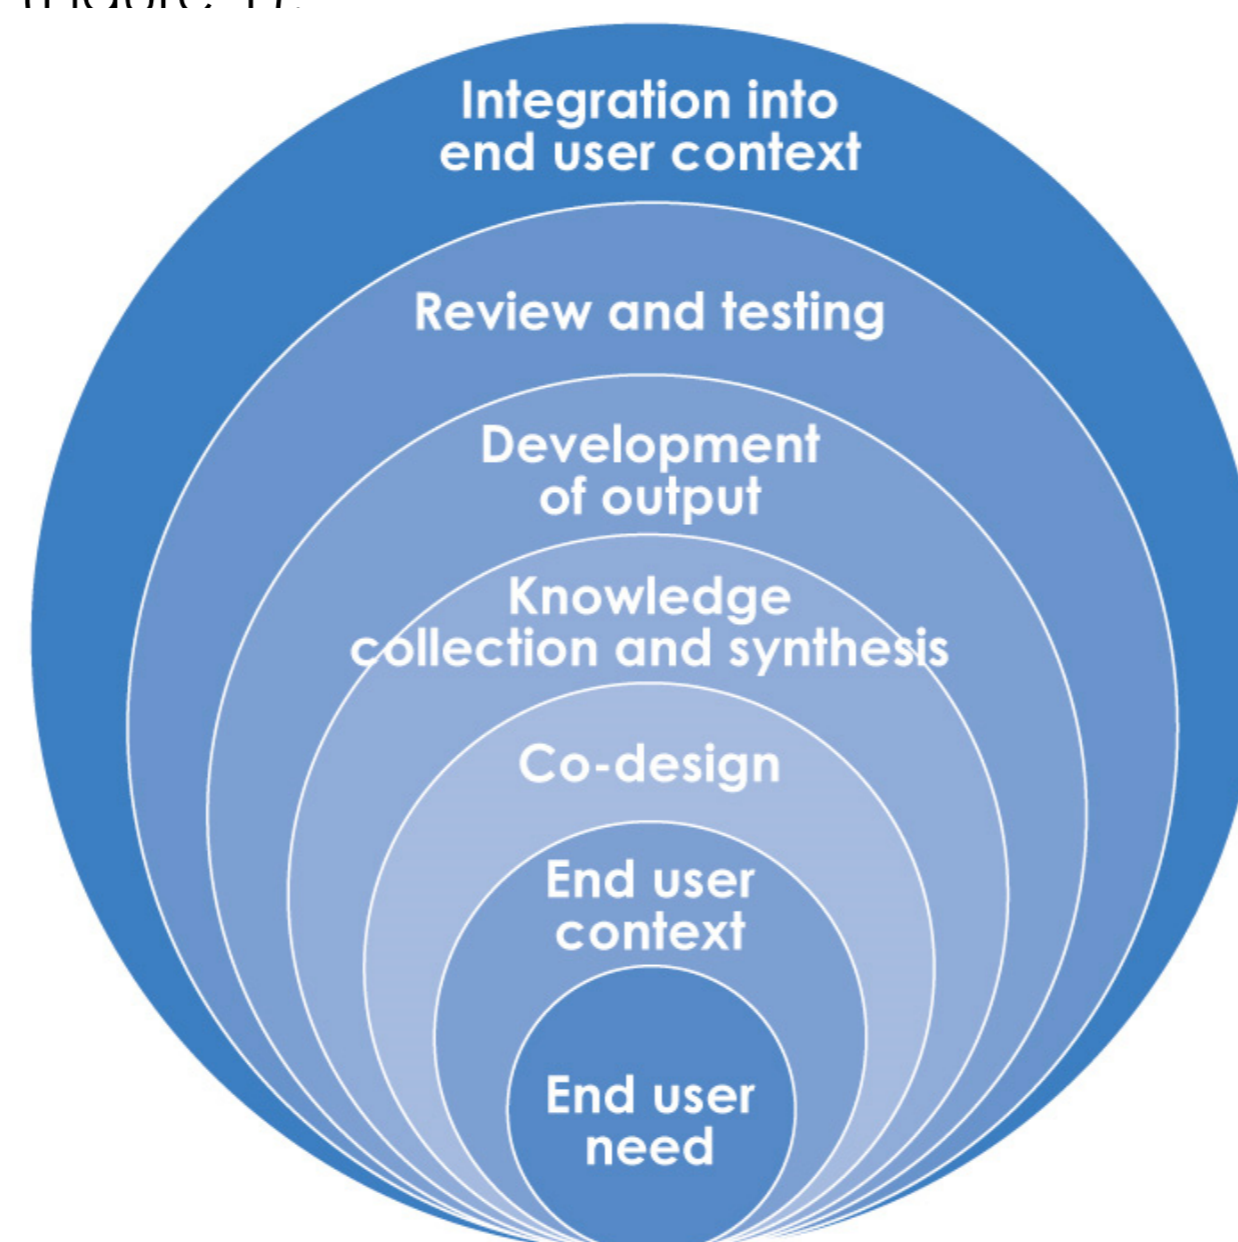 Integration into
end user context
Review and testing
Development
of output
Knowledge
collection and synthesis
Co-design
End user
context
End user
need